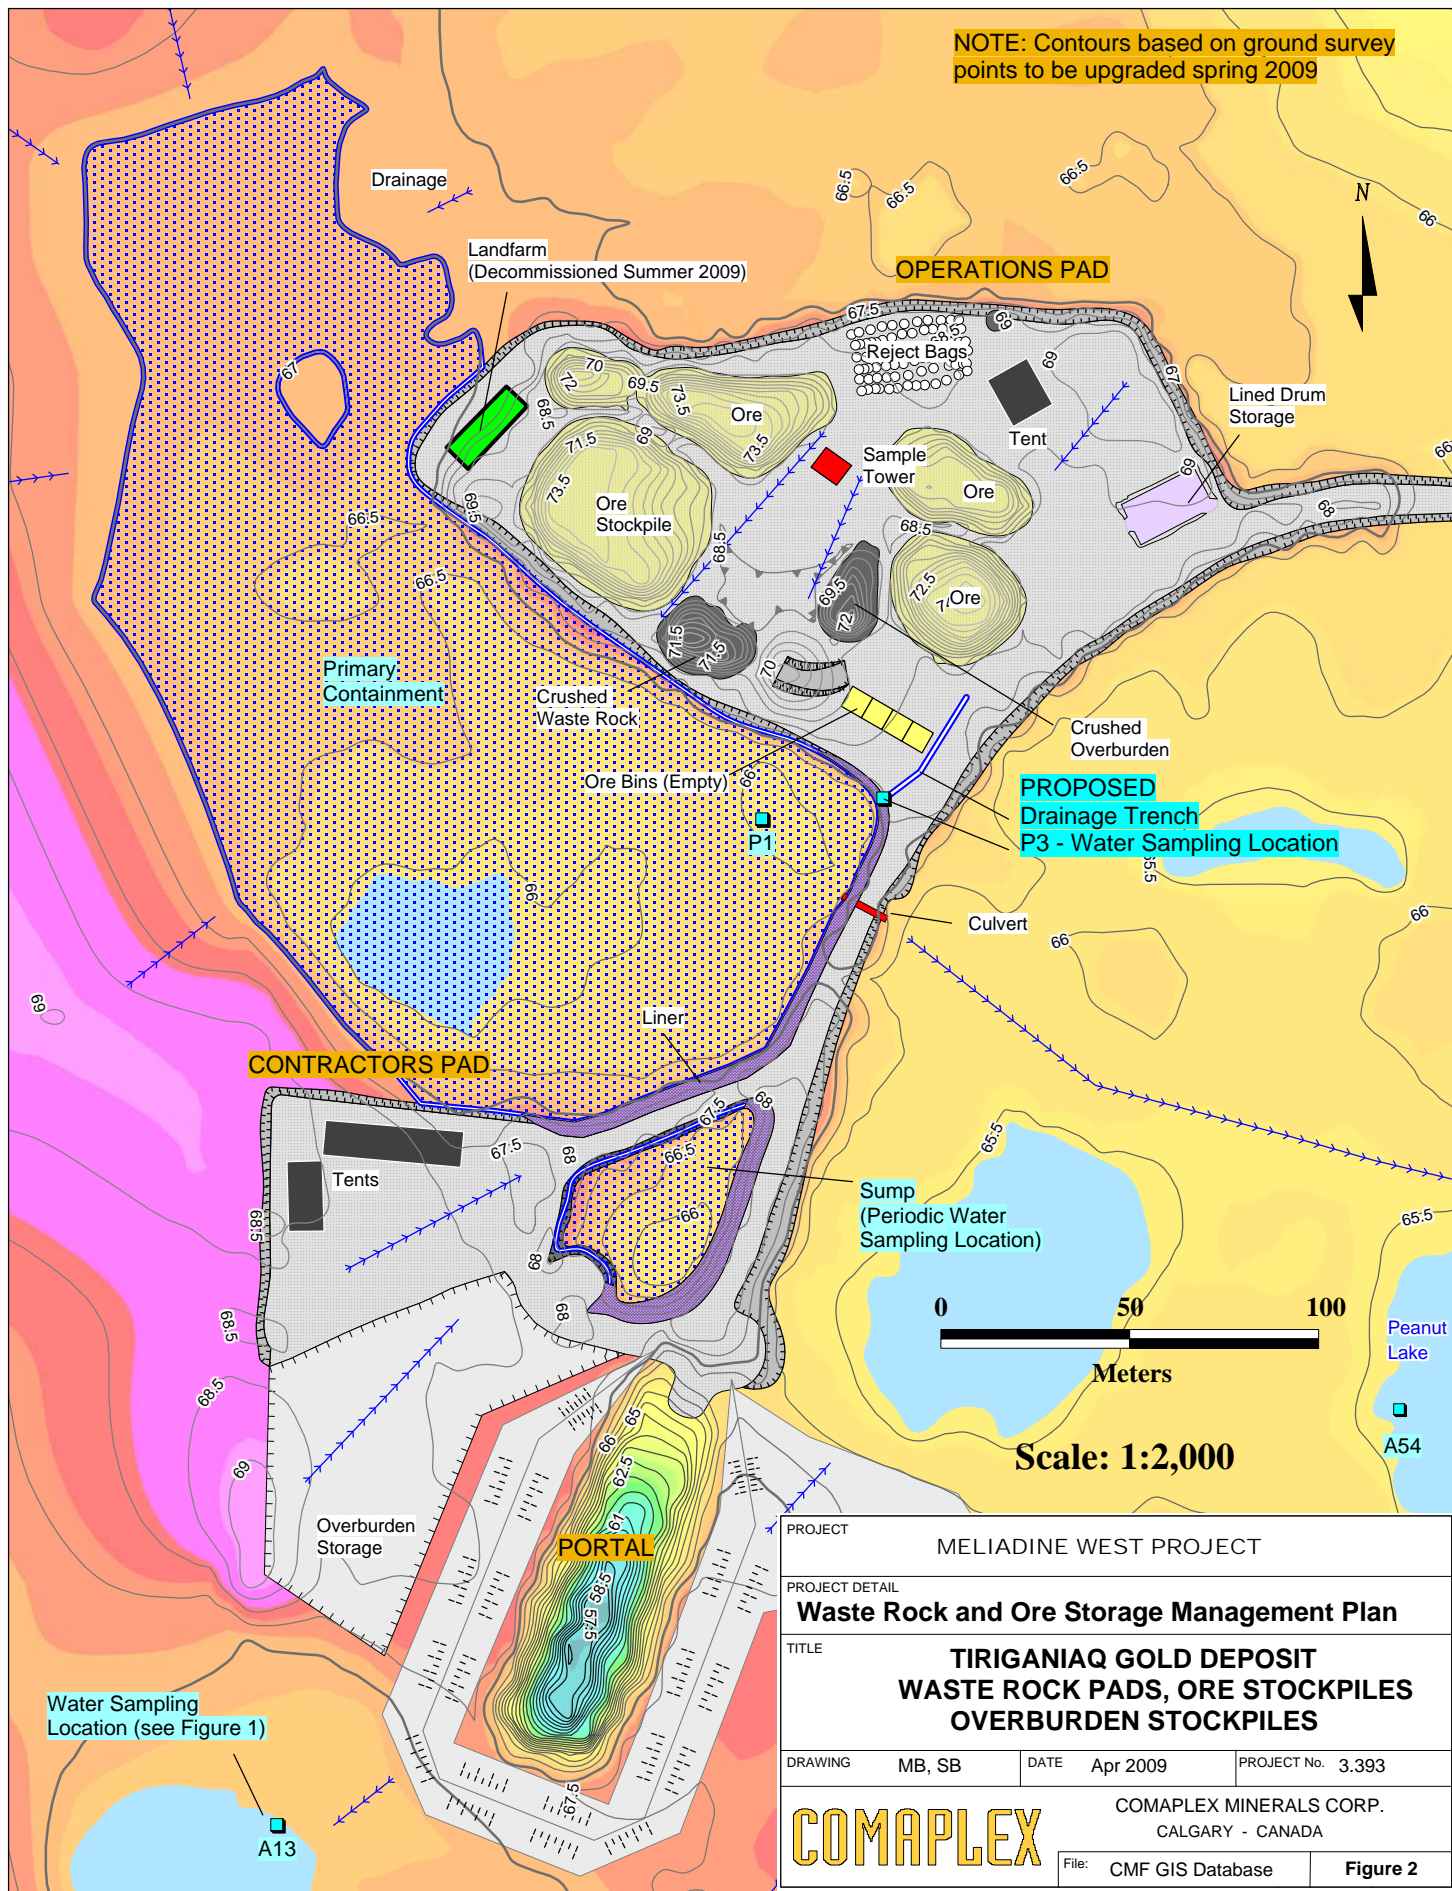 NOTE: Contours based on ground survey
points to be upgraded spring 2009
N
Drainage
66.5
66.5
66.5
66
Landfarm
(Decommissioned Summer 2009)
OPERATIONS PAD
67.5
69
68.5
Reject Bags
69
67
67
70
72
69.5
73.5
Ore
73.5
Tent
Lined Drum
Storage
68.5
71.5
69
Sample
Tower
66
73.5
Ore
Stockpile
Ore
69
69.5
68
66.5
68.5
68.5
66.5
69.5
72
72.5
Ore
71.5
71.5
70
Primary
Containment
Crushed
Waste Rock
Crushed
Overburden
Ore Bins (Empty)
66
PROPOSED
Drainage Trench
P3 - Water Sampling Location
P1
65.5
66
66
Culvert
66
69
Liner
CONTRACTORS PAD
67.5
68
65.5
67.5
68
66.5
Tents
Sump
(Periodic Water
Sampling Location)
66
68.5
65.5
68
68
68.5
0 50 100
Meters
Peanut
Lake
68.5
65
66
A54
Scale: 1:2,000
69
62.5
61
Overburden
Storage
PORTAL
58.5
57.5
Water Sampling
Location (see Figure 1)
67.5
A13
PROJECT
MELIADINE WEST PROJECT
PROJECT DETAIL
Waste Rock and Ore Storage Management Plan
TITLE
TIRIGANIAQ GOLD DEPOSIT
WASTE ROCK PADS, ORE STOCKPILES
OVERBURDEN STOCKPILES
DRAWING MB, SB DATE Apr 2009 PROJECT No. 3.393
COMAPLEX
COMAPLEX MINERALS CORP.
CALGARY - CANADA
File: CMF GIS Database Figure 2